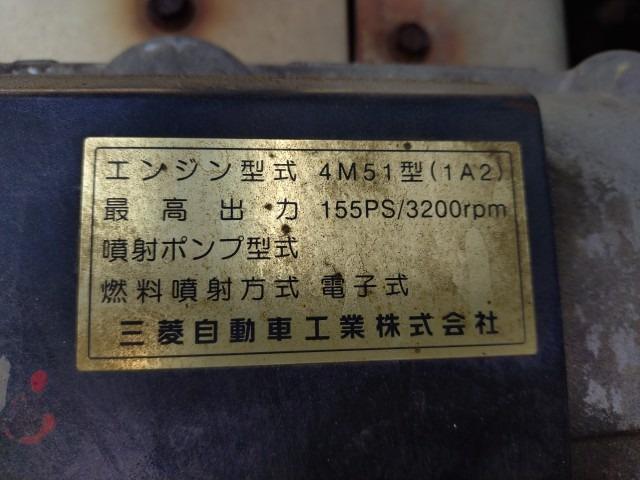 エンジン型式 4M51型(1A2)
最高出力 155PS/3200rpm
噴射ポンプ型式
燃料噴射方式 電子式
三菱自動車工業株式会社